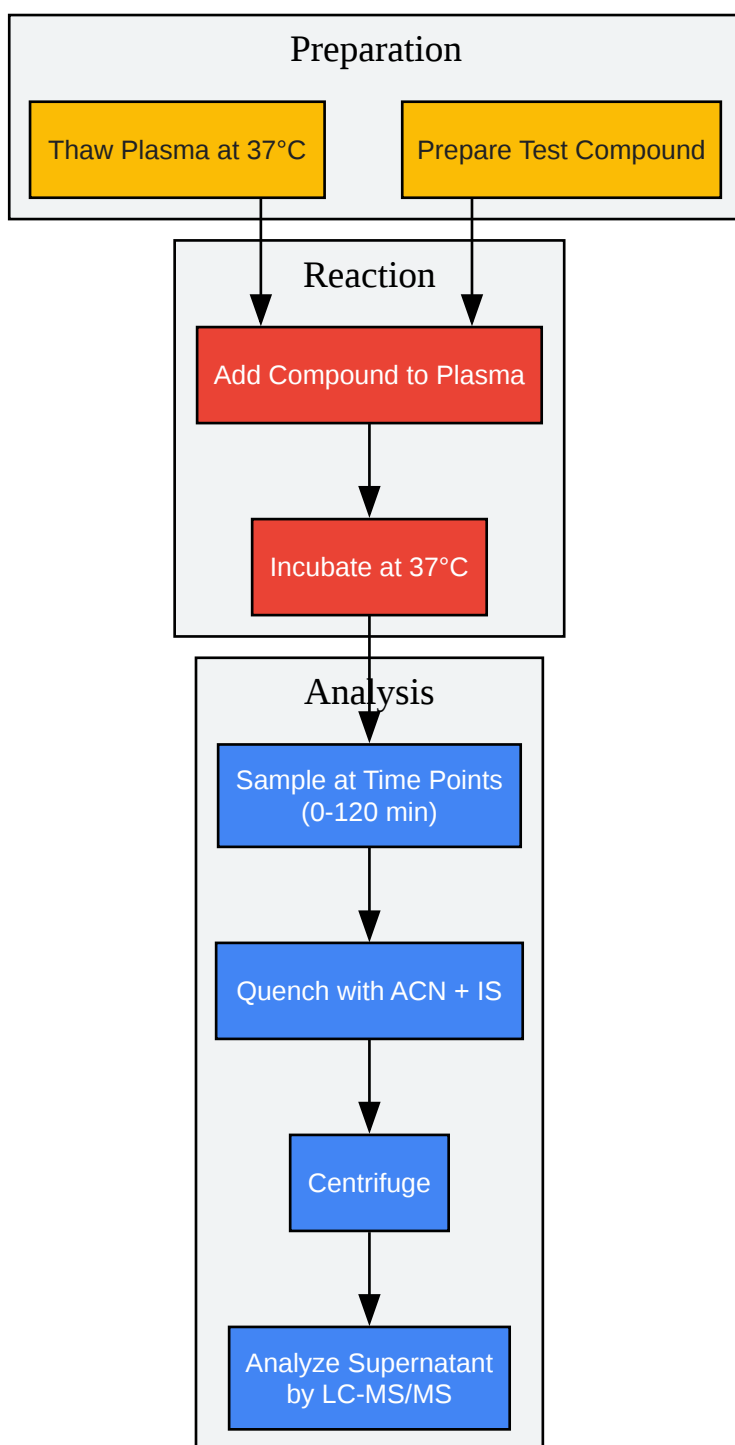 Preparation
Thaw Plasma at 37°C
Prepare Test Compound
Reaction
Add Compound to Plasma
Incubate at 37°C
Analysis
Sample at Time Points
(0-120 min)
Quench with ACN + IS
Centrifuge
Analyze Supernatant
by LC-MS/MS